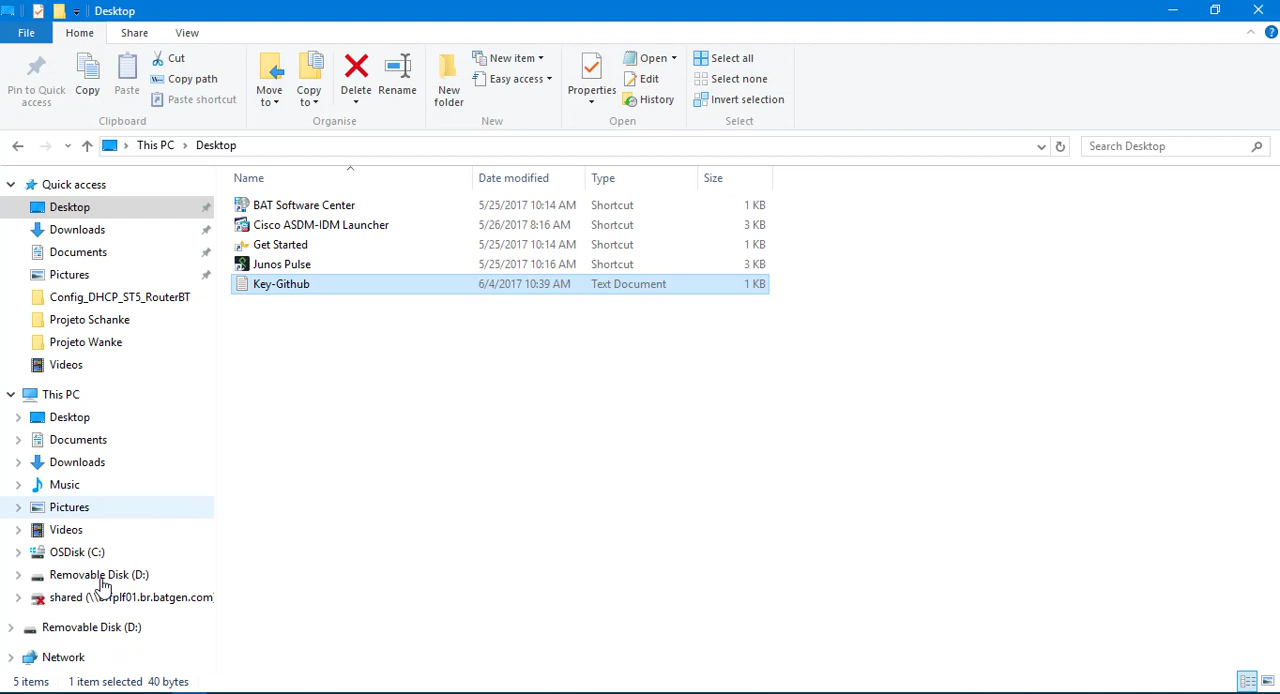 Desktop
File Home Share View
Pin to Quick access
Copy
Paste
Cut
Copy path
Paste shortcut
Clipboard
Move to
Copy to
Delete
Rename
Organise
New folder
New item
Easy access
New
Properties
Open
Edit
History
Open
Select all
Select none
Invert selection
Select
This PC Desktop
Search Desktop
Quick access
Desktop
Downloads
Documents
Pictures
Config_DHCP_ST5_RouterBT
Projeto Schanke
Projeto Wanke
Videos
This PC
Desktop
Documents
Downloads
Music
Pictures
Videos
OSDisk (C:)
Removable Disk (D:)
shared
Removable Disk (D:)
Network
Name Date modified Type Size
BAT Software Center 5/25/2017 10:14 AM Shortcut 1 KB
Cisco ASDM-IDM Launcher 5/26/2017 8:16 AM Shortcut 3 KB
Get Started 5/25/2017 10:14 AM Shortcut 1 KB
Junos Pulse 5/25/2017 10:16 AM Shortcut 3 KB
Key-Github 6/4/2017 10:39 AM Text Document 1 KB
5 items 1 item selected 40 bytes